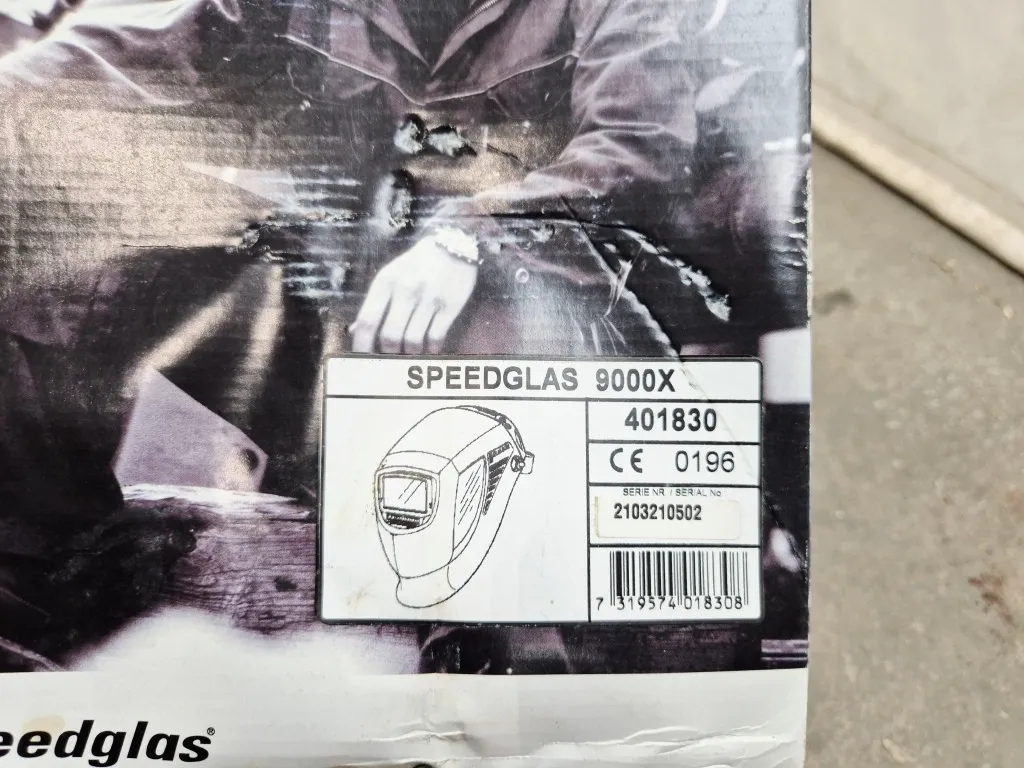 SPEEDGLAS 9000X
401830
CE 0196
SERIE NR. / SERIAL No
2103210502
7 319574 018308
eedglas®